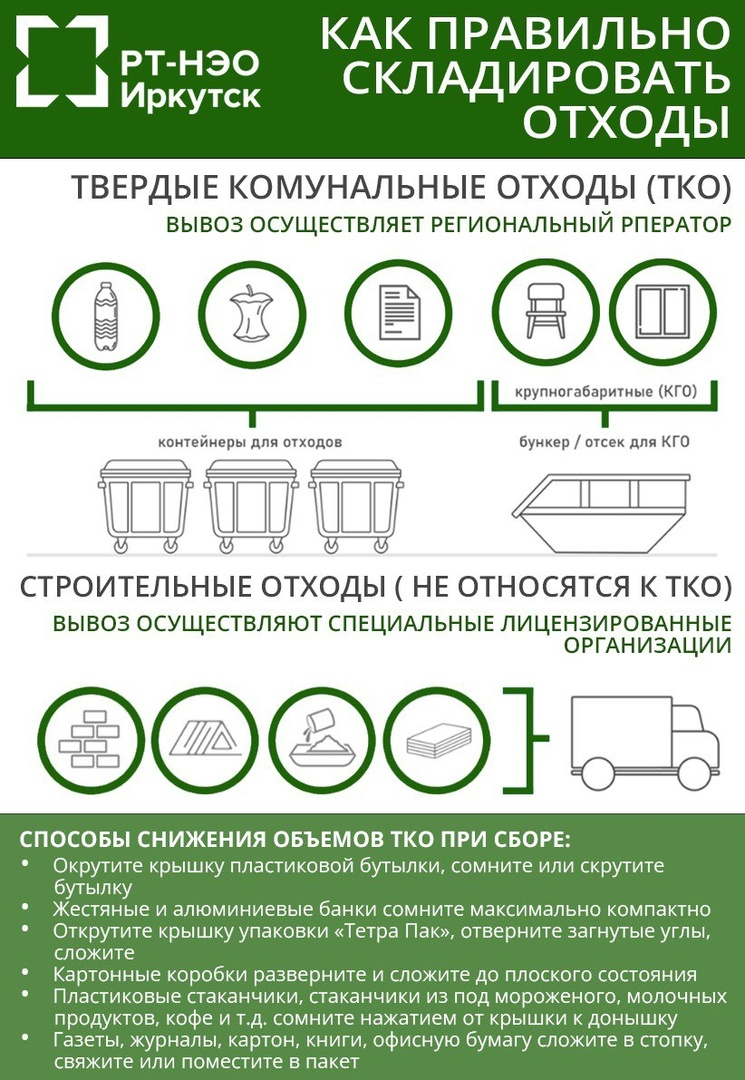 РТ-НЭО
Иркутск
КАК ПРАВИЛЬНО
СКЛАДИРОВАТЬ
ОТХОДЫ
ТВЕРДЫЕ КОМУНАЛЬНЫЕ ОТХОДЫ (ТКО)
ВЫВОЗ ОСУЩЕСТВЛЯЕТ РЕГИОНАЛЬНЫЙ РПЕРАТОР
крупногабаритные (КГО)
контейнеры для отходов
бункер / отсек для КГО
СТРОИТЕЛЬНЫЕ ОТХОДЫ ( НЕ ОТНОСЯТСЯ К ТКО)
ВЫВОЗ ОСУЩЕСТВЛЯЮТ СПЕЦИАЛЬНЫЕ ЛИЦЕНЗИРОВАННЫЕ
ОРГАНИЗАЦИИ
СПОСОБЫ СНИЖЕНИЯ ОБЪЕМОВ ТКО ПРИ СБОРЕ:
• Окрутите крышку пластиковой бутылки, сомните или скрутите
бутылку
• Жестяные и алюминиевые банки сомните максимально компактно
• Открутите крышку упаковки «Тетра Пак», отверните загнутые углы,
сложите
• Картонные коробки разверните и сложите до плоского состояния
• Пластиковые стаканчики, стаканчики из под мороженого, молочных
продуктов, кофе и т.д. сомните нажатием от крышки к донышку
• Газеты, журналы, картон, книги, офисную бумагу сложите в стопку,
свяжите или поместите в пакет